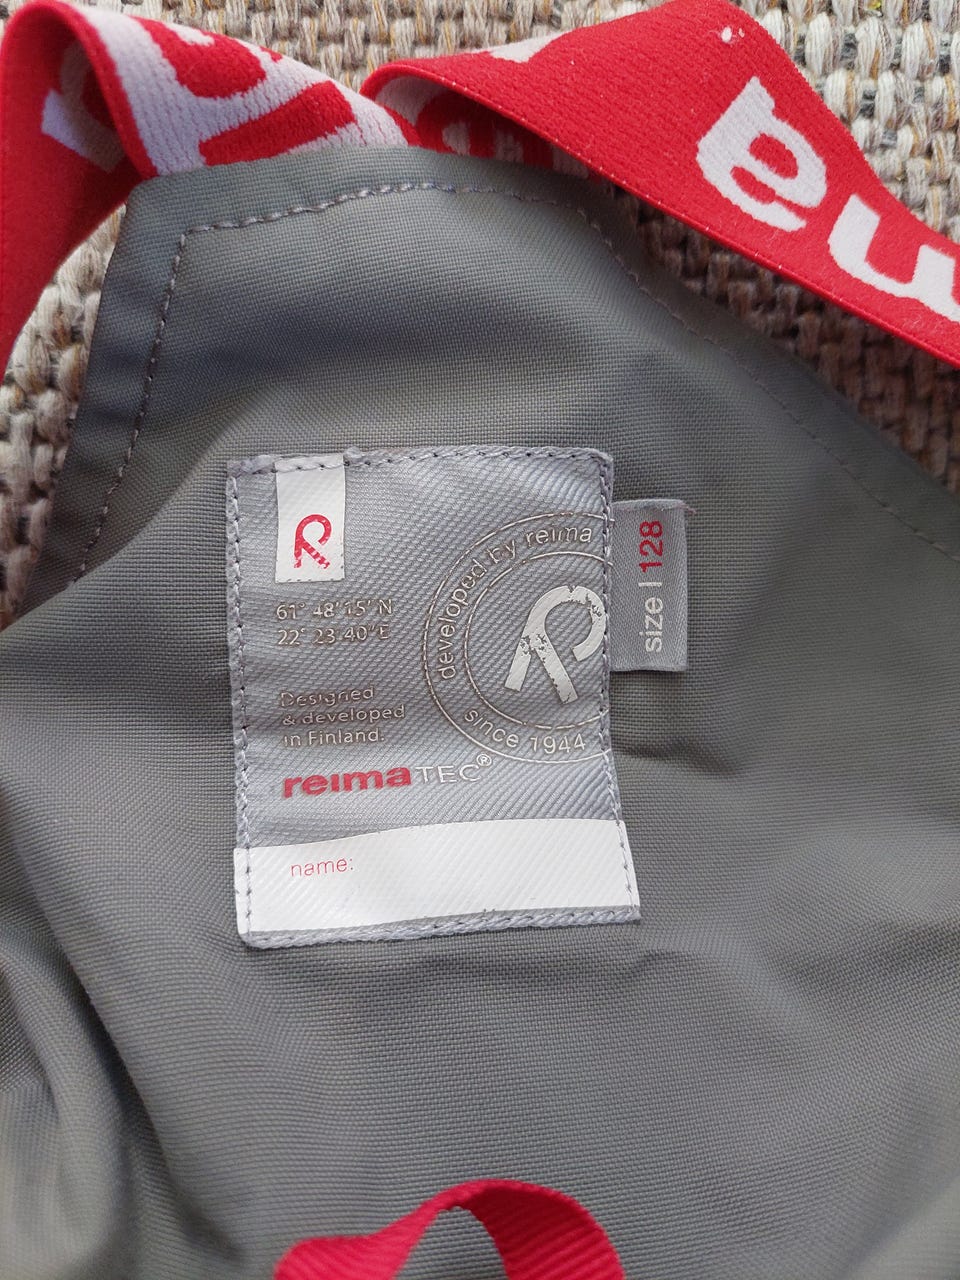 61° 48' 15" N
22° 23' 40" E
Designed
& developed
in Finland.
reimaTEC®
name:
developed by reima
since 1944
size | 128